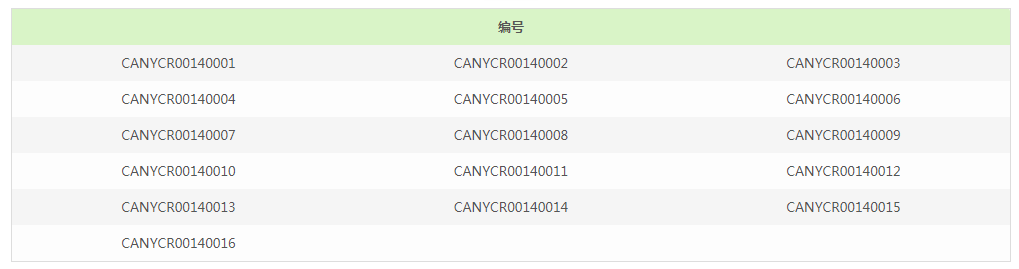 编号
CANYCR00140001 CANYCR00140002 CANYCR00140003
CANYCR00140004 CANYCR00140005 CANYCR00140006
CANYCR00140007 CANYCR00140008 CANYCR00140009
CANYCR00140010 CANYCR00140011 CANYCR00140012
CANYCR00140013 CANYCR00140014 CANYCR00140015
CANYCR00140016